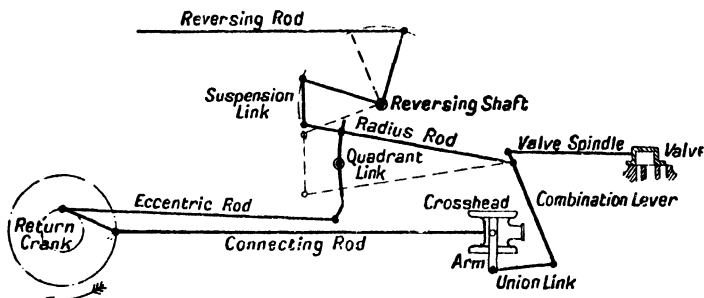 Reversing Rod
Suspension
Link
Reversing Shaft
Radius Rod
Valve Spindle
Valve
Quadrant
Link
Eccentric Rod
Crosshead
Combination Lever
Return
Crank
Connecting Rod
Arm
Union Link